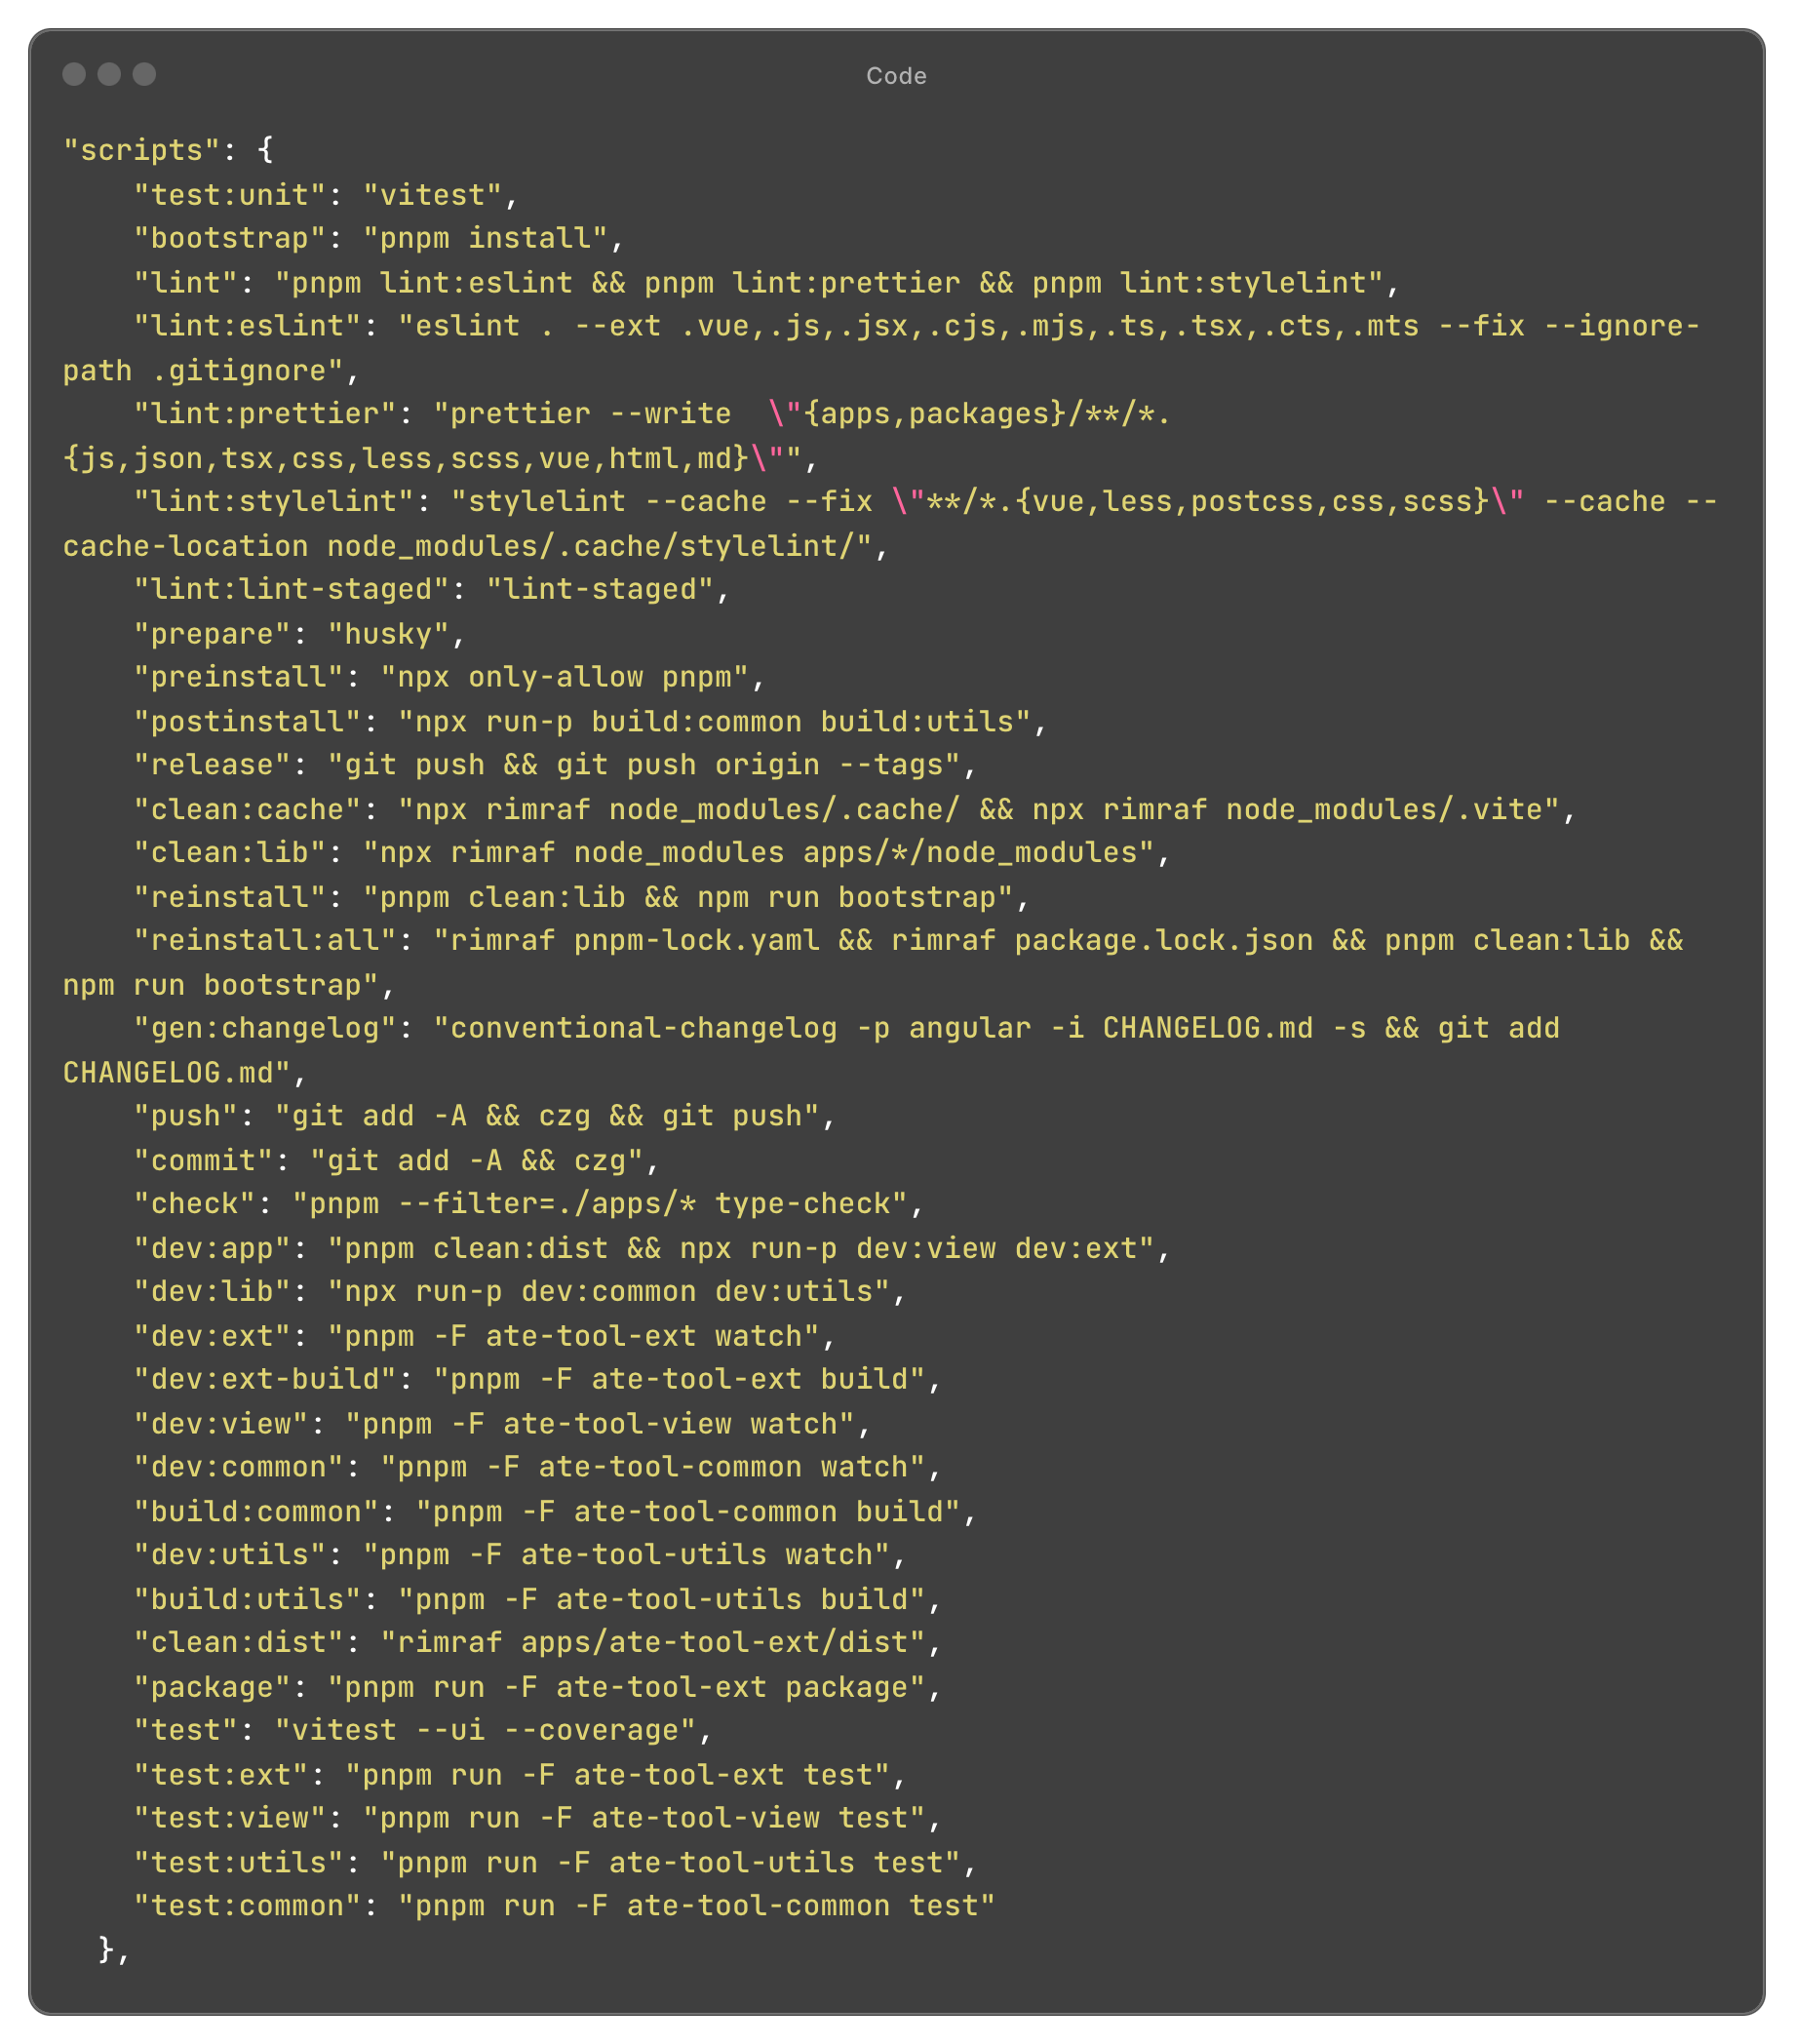 Code
"scripts": {
    "test:unit": "vitest",
    "bootstrap": "pnpm install",
    "lint": "pnpm lint:eslint && pnpm lint:prettier && pnpm lint:stylelint",
    "lint:eslint": "eslint . --ext .vue,.js,.jsx,.cjs,.mjs,.ts,.tsx,.cts,.mts --fix --ignore-
path .gitignore",
    "lint:prettier": "prettier --write  \"{apps,packages}/**/*.
{js,json,tsx,css,less,scss,vue,html,md}\"",
    "lint:stylelint": "stylelint --cache --fix \"**/*.{vue,less,postcss,css,scss}\" --cache --
cache-location node_modules/.cache/stylelint/",
    "lint:lint-staged": "lint-staged",
    "prepare": "husky",
    "preinstall": "npx only-allow pnpm",
    "postinstall": "npx run-p build:common build:utils",
    "release": "git push && git push origin --tags",
    "clean:cache": "npx rimraf node_modules/.cache/ && npx rimraf node_modules/.vite",
    "clean:lib": "npx rimraf node_modules apps/*/node_modules",
    "reinstall": "pnpm clean:lib && npm run bootstrap",
    "reinstall:all": "rimraf pnpm-lock.yaml && rimraf package.lock.json && pnpm clean:lib &&
npm run bootstrap",
    "gen:changelog": "conventional-changelog -p angular -i CHANGELOG.md -s && git add
CHANGELOG.md",
    "push": "git add -A && czg && git push",
    "commit": "git add -A && czg",
    "check": "pnpm --filter=./apps/* type-check",
    "dev:app": "pnpm clean:dist && npx run-p dev:view dev:ext",
    "dev:lib": "npx run-p dev:common dev:utils",
    "dev:ext": "pnpm -F ate-tool-ext watch",
    "dev:ext-build": "pnpm -F ate-tool-ext build",
    "dev:view": "pnpm -F ate-tool-view watch",
    "dev:common": "pnpm -F ate-tool-common watch",
    "build:common": "pnpm -F ate-tool-common build",
    "dev:utils": "pnpm -F ate-tool-utils watch",
    "build:utils": "pnpm -F ate-tool-utils build",
    "clean:dist": "rimraf apps/ate-tool-ext/dist",
    "package": "pnpm run -F ate-tool-ext package",
    "test": "vitest --ui --coverage",
    "test:ext": "pnpm run -F ate-tool-ext test",
    "test:view": "pnpm run -F ate-tool-view test",
    "test:utils": "pnpm run -F ate-tool-utils test",
    "test:common": "pnpm run -F ate-tool-common test"
  },